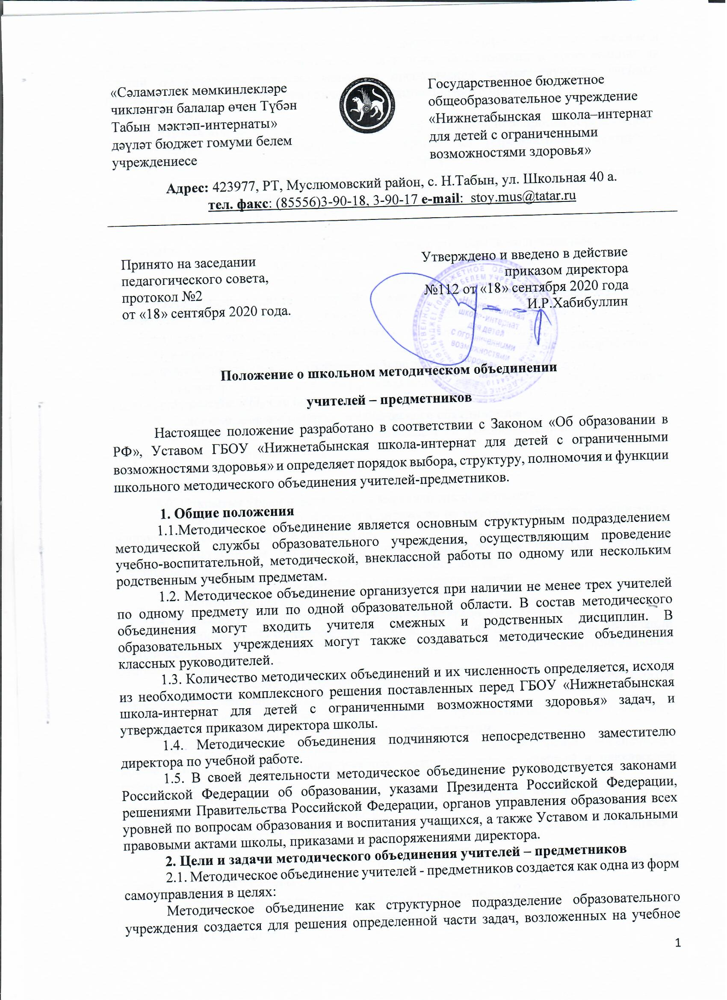 «Сәламәтлек мөмкинлекләре
чикләнгән балалар өчен Түбән
Табын мәктәп-интернаты»
дәүләт бюджет гомуми белем
учреждениесе
Государственное бюджетное
общеобразовательное учреждение
«Нижнетабынская школа–интернат
для детей с ограниченными
возможностями здоровья»
Адрес: 423977, РТ, Муслюмовский район, с. Н.Табын, ул. Школьная 40 а.
тел. факс: (85556)3-90-18, 3-90-17 e-mail: stoy.mus@tatar.ru
Принято на заседании
педагогического совета,
протокол №2
от «18» сентября 2020 года.
Утверждено и введено в действие
приказом директора
№112 от «18» сентября 2020 года
И.Р.Хабибуллин
«Нижнетабынская
школа-интернат
для детей
с ограниченными
возможностями
здоровья»
Положение о школьном методическом объединении
учителей – предметников
Настоящее положение разработано в соответствии с Законом «Об образовании в
РФ», Уставом ГБОУ «Нижнетабынская школа-интернат для детей с ограниченными
возможностями здоровья» и определяет порядок выбора, структуру, полномочия и функции
школьного методического объединения учителей-предметников.
1. Общие положения
1.1.Методическое объединение является основным структурным подразделением
методической службы образовательного учреждения, осуществляющим проведение
учебно-воспитательной, методической, внеклассной работы по одному или нескольким
родственным учебным предметам.
1.2. Методическое объединение организуется при наличии не менее трех учителей
по одному предмету или по одной образовательной области. В состав методического
объединения могут входить учителя смежных и родственных дисциплин. В
образовательных учреждениях могут также создаваться методические объединения
классных руководителей.
1.3. Количество методических объединений и их численность определяется, исходя
из необходимости комплексного решения поставленных перед ГБОУ «Нижнетабынская
школа-интернат для детей с ограниченными возможностями здоровья» задач, и
утверждается приказом директора школы.
1.4. Методические объединения подчиняются непосредственно заместителю
директора по учебной работе.
1.5. В своей деятельности методическое объединение руководствуется законами
Российской Федерации об образовании, указами Президента Российской Федерации,
решениями Правительства Российской Федерации, органов управления образования всех
уровней по вопросам образования и воспитания учащихся, а также Уставом и локальными
правовыми актами школы, приказами и распоряжениями директора.
2. Цели и задачи методического объединения учителей – предметников
2.1. Методическое объединение учителей - предметников создается как одна из форм
самоуправления в целях:
Методическое объединение как структурное подразделение образовательного
учреждения создается для решения определенной части задач, возложенных на учебное
1